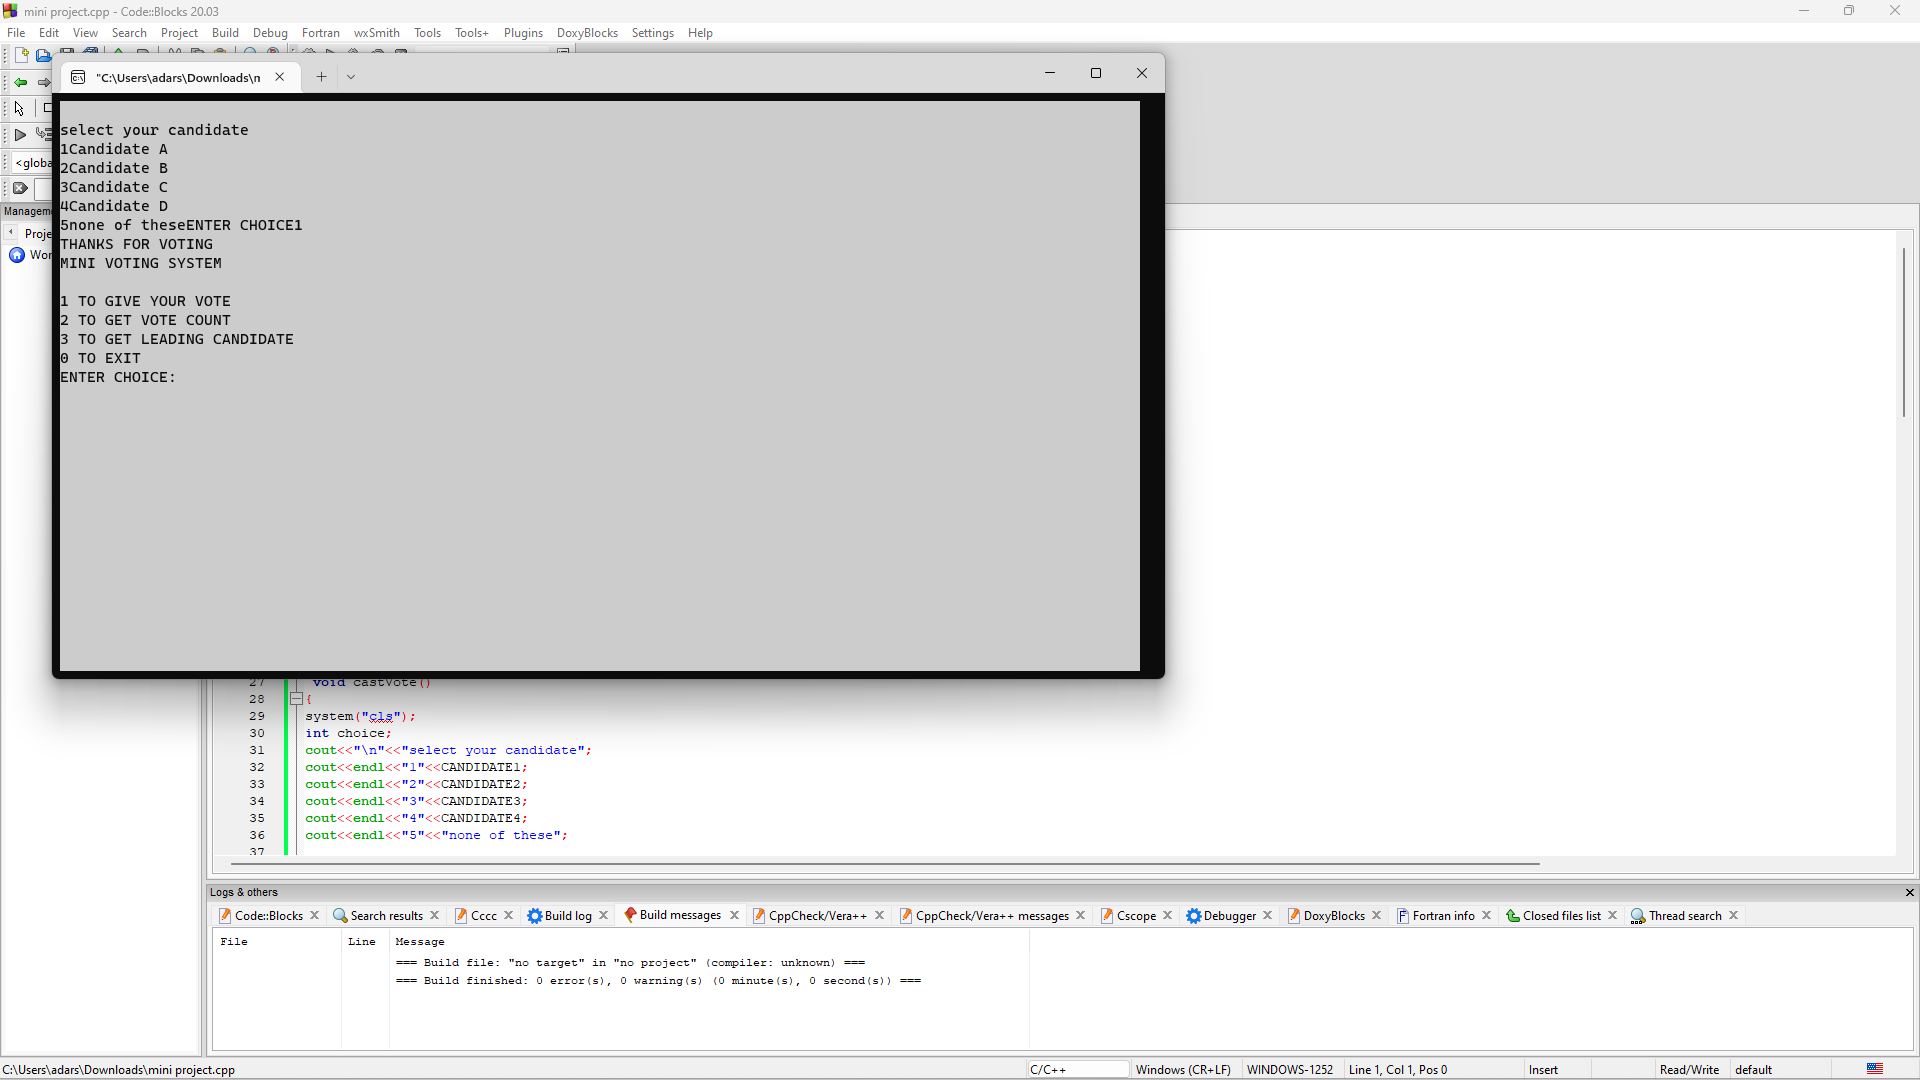 mini project.cpp - Code::Blocks 20.03
File Edit View Search Project Build Debug Fortran wxSmith Tools Tools+ Plugins DoxyBlocks Settings Help
"C:\Users\adars\Downloads\n
<globa
Managem
Proje
Wor
select your candidate
1Candidate A
2Candidate B
3Candidate C
4Candidate D
5none of theseENTER CHOICE1
THANKS FOR VOTING
MINI VOTING SYSTEM
1 TO GIVE YOUR VOTE
2 TO GET VOTE COUNT
3 TO GET LEADING CANDIDATE
0 TO EXIT
ENTER CHOICE:
27 void castVote()
28 {
29 system("cls");
30 int choice;
31 cout<<"\n"<<"select your candidate";
32 cout<<endl<<"1"<<CANDIDATE1;
33 cout<<endl<<"2"<<CANDIDATE2;
34 cout<<endl<<"3"<<CANDIDATE3;
35 cout<<endl<<"4"<<CANDIDATE4;
36 cout<<endl<<"5"<<"none of these";
37
Logs & others
Code::Blocks Search results Cccc Build log Build messages CppCheck/Vera++ CppCheck/Vera++ messages Cscope Debugger DoxyBlocks Fortran info Closed files list Thread search
File Line Message
=== Build file: "no target" in "no project" (compiler: unknown) ===
=== Build finished: 0 error(s), 0 warning(s) (0 minute(s), 0 second(s)) ===
C:\Users\adars\Downloads\mini project.cpp C/C++ Windows (CR+LF) WINDOWS-1252 Line 1, Col 1, Pos 0 Insert Read/Write default